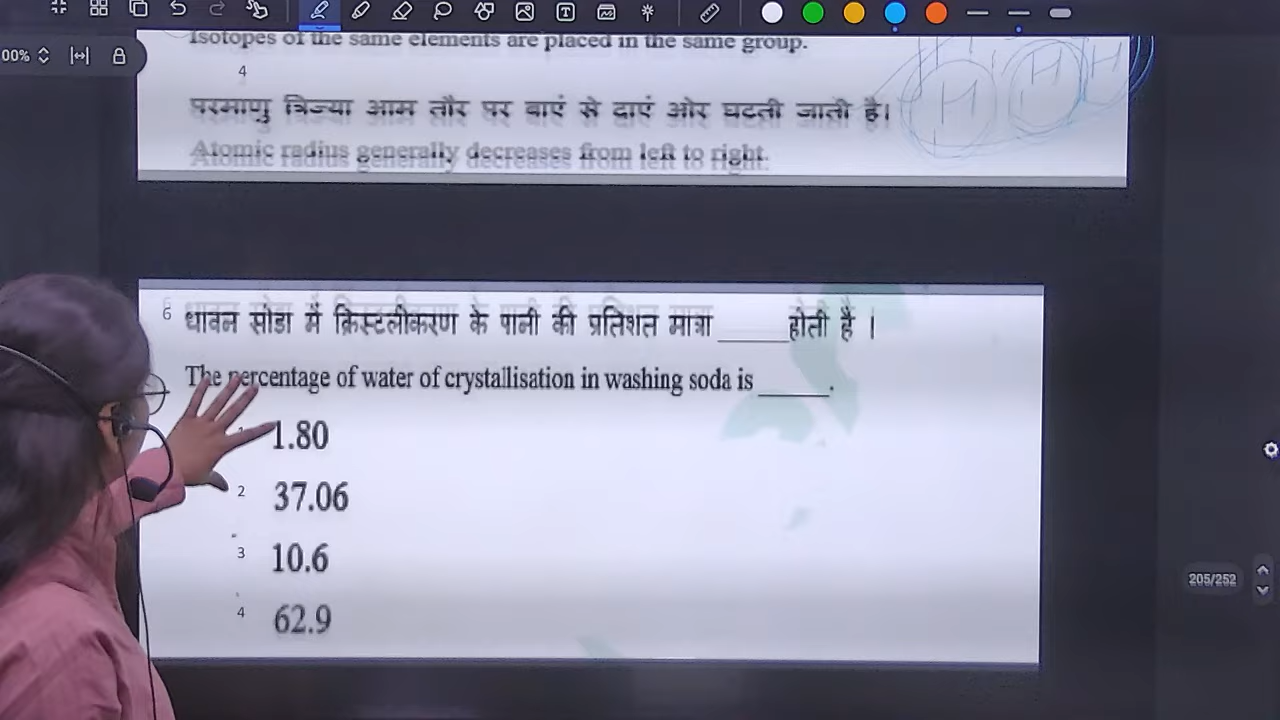 00%
Isotopes of the same elements are placed in the same group.
4
परमाणु त्रिज्या आम तौर पर बाएं से दाएं ओर घटती जाती है।
Atomic radius generally decreases from left to right.
6 धावन सोडा में क्रिस्टलीकरण के पानी की प्रतिशत मात्रा _____होती है ।
The percentage of water of crystallisation in washing soda is _____.
1.80
2 37.06
3 10.6
4 62.9
H H H
205/252